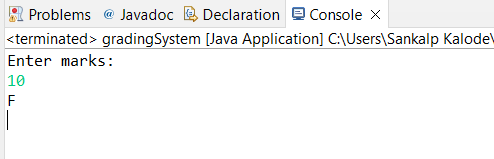 Problems @ Javadoc Declaration Console
<terminated> gradingSystem [Java Application] C:\Users\Sankalp Kalode\
Enter marks:
10
F